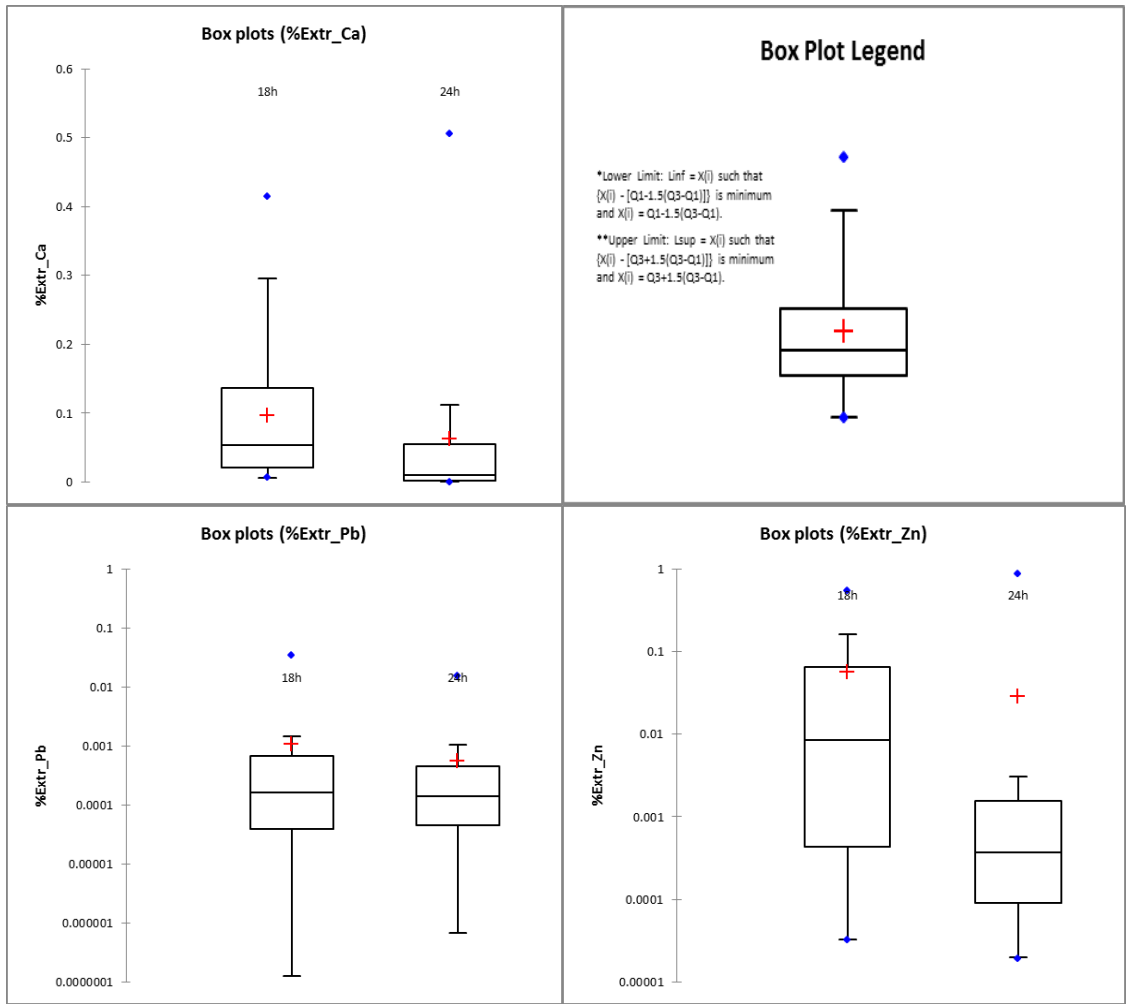 Box plots (%Extr_Ca)
0.6
18h
24h
0.5
0.4
0.3
0.2
0.1
0
%Extr_Ca
Box Plot Legend
*Lower Limit: Linf = X(i) such that
{X(i) - [Q1-1.5(Q3-Q1)]} is minimum
and X(i) = Q1-1.5(Q3-Q1).
**Upper Limit: Lsup = X(i) such that
{X(i) - [Q3+1.5(Q3-Q1)]} is minimum
and X(i) = Q3+1.5(Q3-Q1).
Box plots (%Extr_Pb)
1
0.1
0.01
18h
24h
0.001
0.0001
0.00001
0.000001
0.0000001
%Extr_Pb
Box plots (%Extr_Zn)
1
18h
24h
0.1
0.01
0.001
0.0001
0.00001
%Extr_Zn